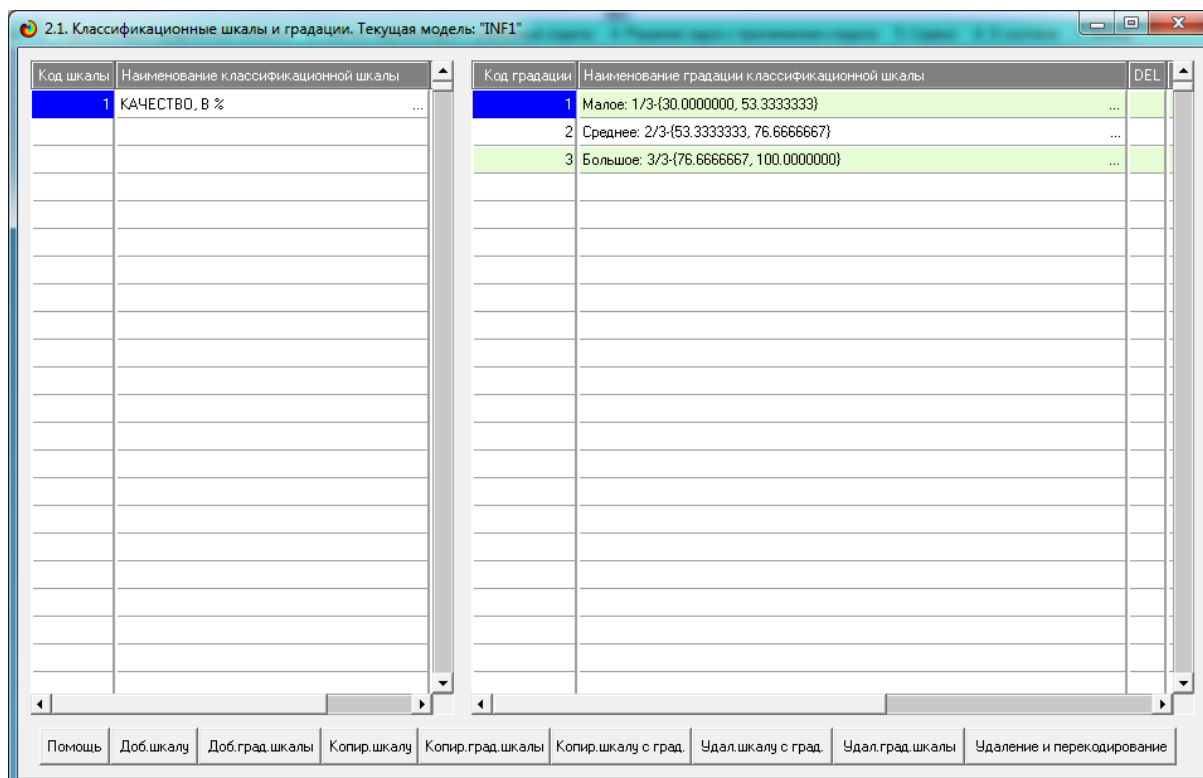 2.1. Классификационные шкалы и градации. Текущая модель: "INF1"
Код шкалы Наименование классификационной шкалы
1 КАЧЕСТВО, В % ...
Код градации Наименование градации классификационной шкалы DEL
1 Малое: 1/3-{30.0000000, 53.3333333} ...
2 Среднее: 2/3-{53.3333333, 76.6666667} ...
3 Большое: 3/3-{76.6666667, 100.0000000} ...
Помощь Доб.шкалу Доб.град.шкалы Копир.шкалу Копир.град.шкалы Копир.шкалу с град. Удал.шкалу с град. Удал.град.шкалы Удаление и перекодирование